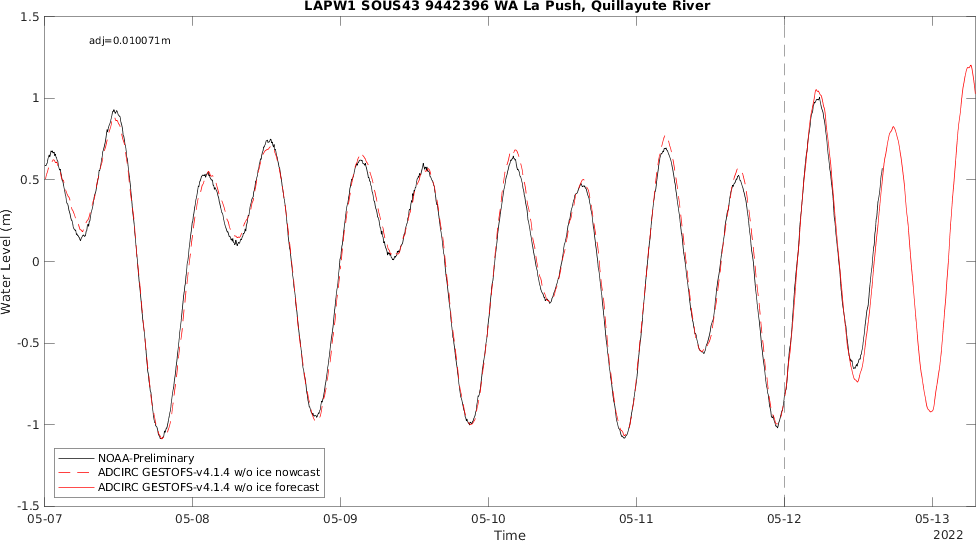 LAPW1 SOUS43 9442396 WA La Push, Quillayute River
adj=0.010071m
1.5
1
0.5
0
-0.5
-1
-1.5
Water Level (m)
NOAA-Preliminary
ADCIRC GESTOFS-v4.1.4 w/o ice nowcast
ADCIRC GESTOFS-v4.1.4 w/o ice forecast
05-07 05-08 05-09 05-10 05-11 05-12 05-13
Time
2022